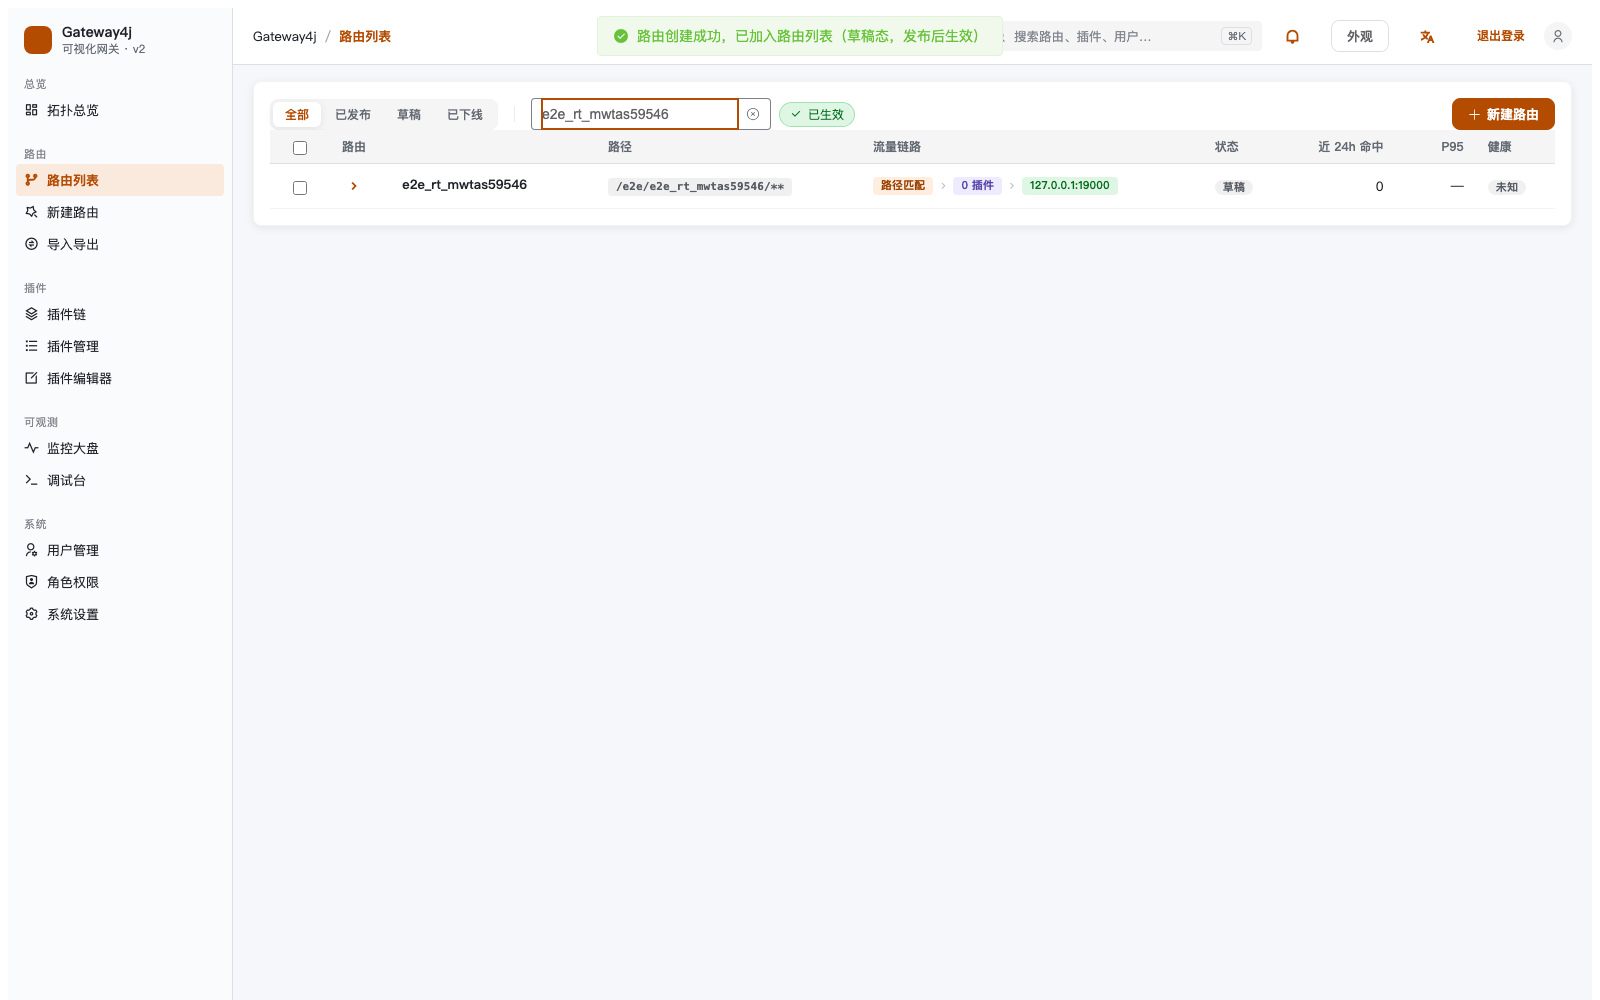 Gateway4j
可视化网关 · v2
总览
拓扑总览
路由
路由列表
新建路由
导入导出
插件
插件链
插件管理
插件编辑器
可观测
监控大盘
调试台
系统
用户管理
角色权限
系统设置
Gateway4j / 路由列表
路由创建成功，已加入路由列表（草稿态，发布后生效）
搜索路由、插件、用户... ⌘K
外观
退出登录
全部 已发布 草稿 已下线
e2e_rt_mwtas59546
已生效
新建路由
路由 路径 流量链路 状态 近 24h 命中 P95 健康
e2e_rt_mwtas59546 /e2e/e2e_rt_mwtas59546/** 路径匹配 › 0 插件 › 127.0.0.1:19000 草稿 0 — 未知